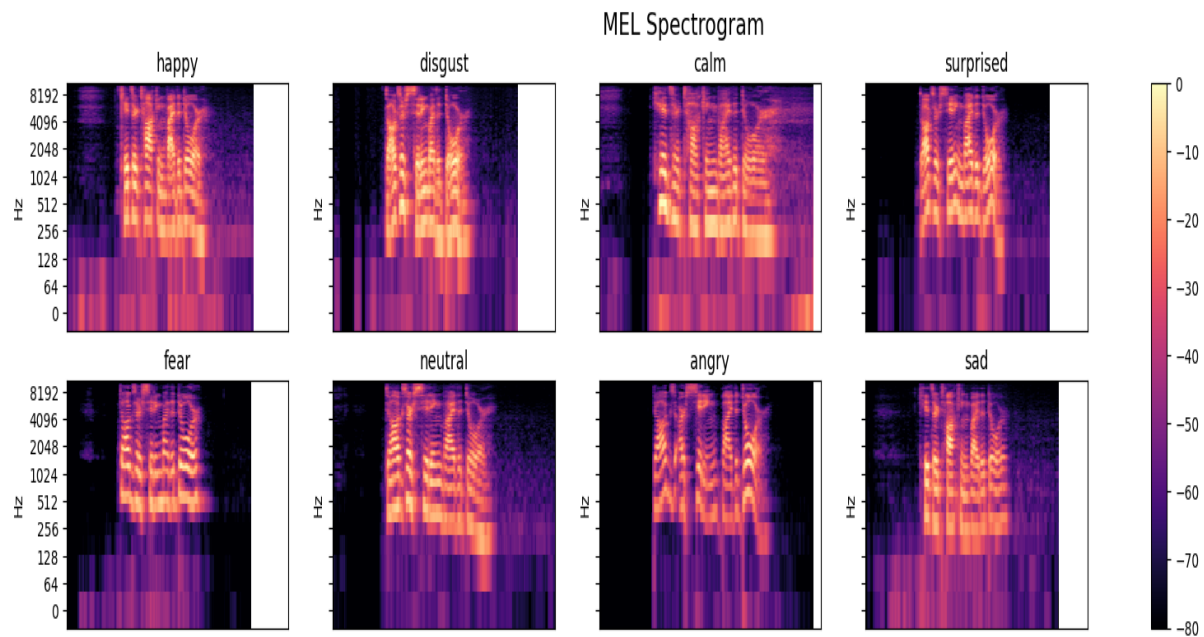 MEL Spectrogram
happy
disgust
calm
surprised
8192
4096
2048
1024
512
256
128
64
0
Hz
Hz
Hz
Hz
0
−10
−20
−30
−40
−50
−60
−70
−80
fear
neutral
angry
sad
8192
4096
2048
1024
512
256
128
64
0
Hz
Hz
Hz
Hz